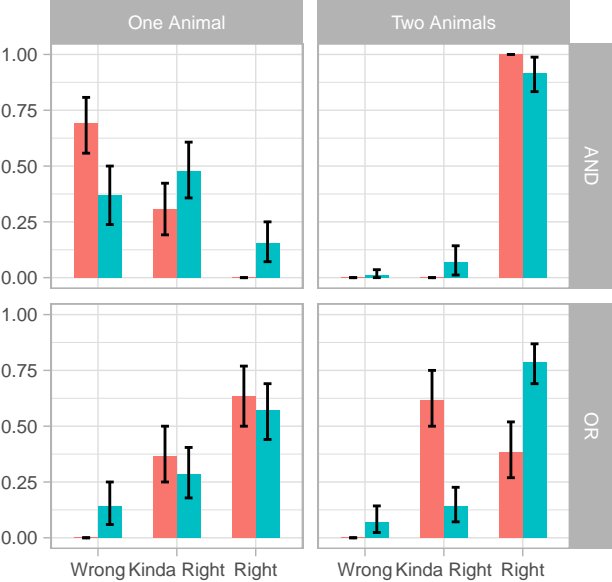 One Animal Two Animals
1.00
0.75
0.50
0.25
0.00
AND
1.00
0.75
0.50
0.25
0.00
OR
Wrong Kinda Right Right Wrong Kinda Right Right